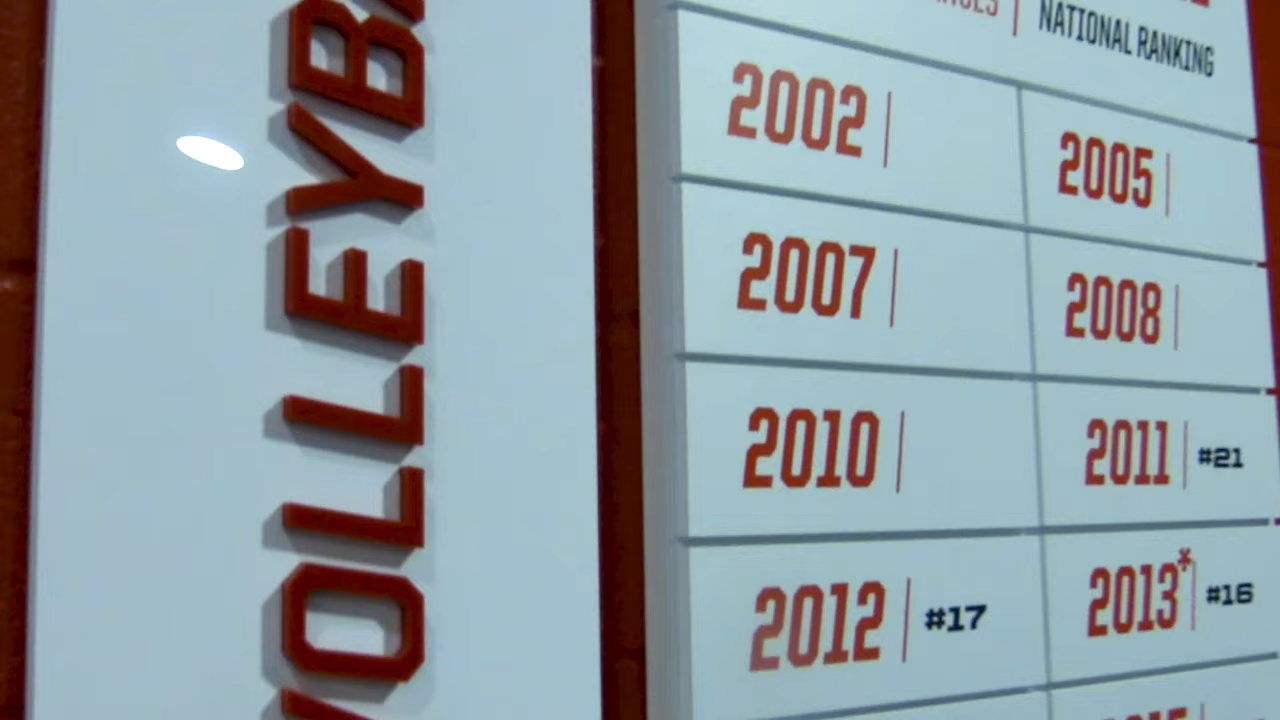 VOLLEYB
NATIONAL RANKING
2002 |
2005 |
2007 |
2008 |
2010 |
2011 | #21
2012 | #17
2013* | #16